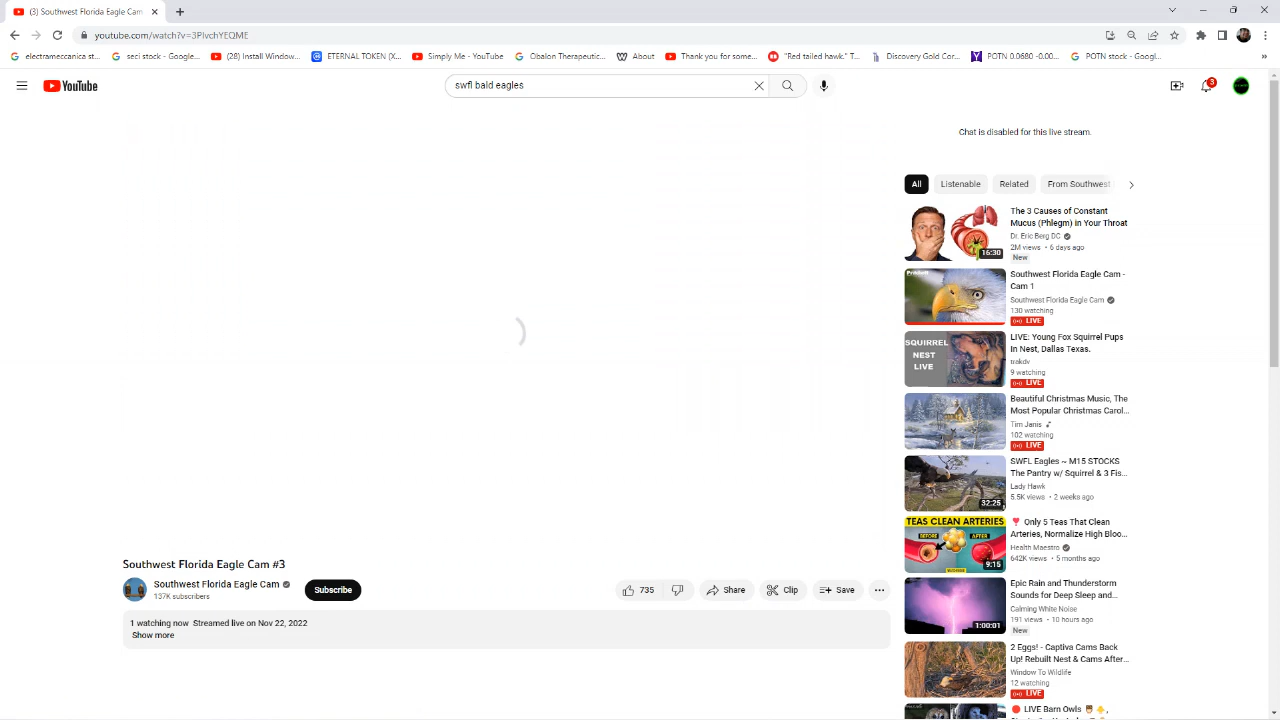 (3) Southwest Florida Eagle Cam
youtube.com/watch?v=3PIvchYEQME
electrameccanica st...
seci stock - Google...
(28) Install Window...
ETERNAL TOKEN (X...
Simply Me - YouTube
Obalon Therapeutic...
About
Thank you for some...
"Red tailed hawk." T...
Discovery Gold Cor...
POTN 0.0680 -0.00...
POTN stock - Googl...
YouTube
swfl bald eagles
3
Chat is disabled for this live stream.
All
Listenable
Related
From Southwest
The 3 Causes of Constant
Mucus (Phlegm) in Your Throat
Dr. Eric Berg DC
2M views • 6 days ago
New
16:30
Southwest Florida Eagle Cam -
Cam 1
Southwest Florida Eagle Cam
130 watching
LIVE
SQUIRREL
NEST
LIVE
LIVE: Young Fox Squirrel Pups
In Nest, Dallas Texas.
trakdv
9 watching
LIVE
Beautiful Christmas Music, The
Most Popular Christmas Carol...
Tim Janis
102 watching
LIVE
SWFL Eagles ~ M15 STOCKS
The Pantry w/ Squirrel & 3 Fis...
Lady Hawk
5.5K views • 2 weeks ago
32:25
TEAS CLEAN ARTERIES
BEFORE
AFTER
9:15
Only 5 Teas That Clean
Arteries, Normalize High Bloo...
Health Maestro
642K views • 5 months ago
Epic Rain and Thunderstorm
Sounds for Deep Sleep and...
Calming White Noise
191 views • 10 hours ago
New
1:00:01
2 Eggs! - Captiva Cams Back
Up! Rebuilt Nest & Cams After...
Window To Wildlife
12 watching
LIVE
LIVE Barn Owls
Southwest Florida Eagle Cam #3
Southwest Florida Eagle Cam
137K subscribers
Subscribe
735
Share
Clip
Save
1 watching now Streamed live on Nov 22, 2022
Show more